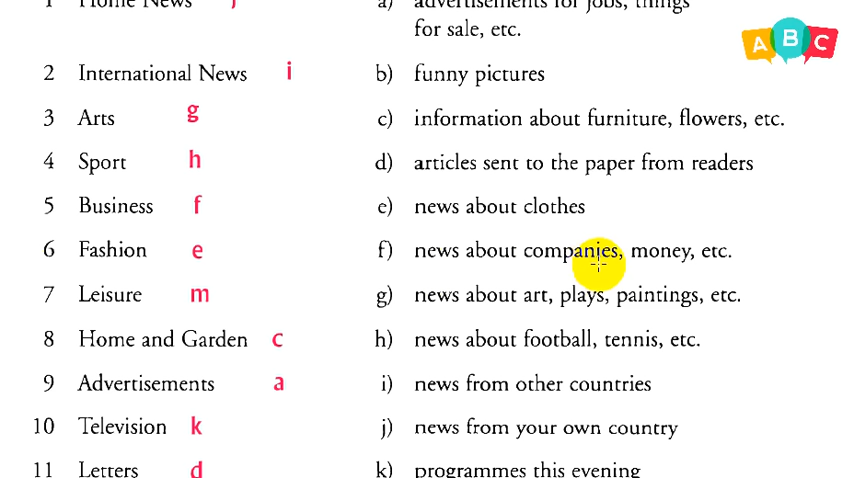 1 Home News j a) advertisements for jobs, things
for sale, etc.
A B C
2 International News i b) funny pictures
3 Arts g c) information about furniture, flowers, etc.
4 Sport h d) articles sent to the paper from readers
5 Business f e) news about clothes
6 Fashion e f) news about companies, money, etc.
7 Leisure m g) news about art, plays, paintings, etc.
8 Home and Garden c h) news about football, tennis, etc.
9 Advertisements a i) news from other countries
10 Television k j) news from your own country
11 Letters d k) programmes this evening